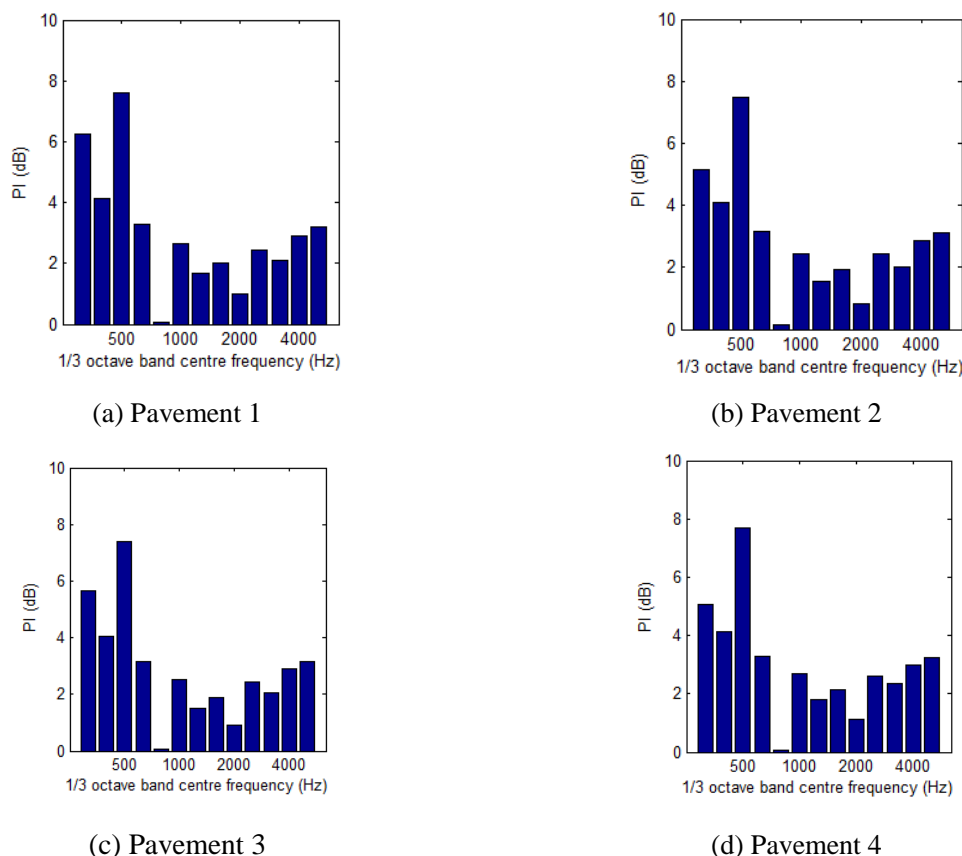 10
8
6
4
2
0
PI (dB)
500 1000 2000 4000
1/3 octave band centre frequency (Hz)
(a) Pavement 1
10
8
6
4
2
0
PI (dB)
500 1000 2000 4000
1/3 octave band centre frequency (Hz)
(b) Pavement 2
10
8
6
4
2
0
PI (dB)
500 1000 2000 4000
1/3 octave band centre frequency (Hz)
(c) Pavement 3
10
8
6
4
2
0
PI (dB)
500 1000 2000 4000
1/3 octave band centre frequency (Hz)
(d) Pavement 4